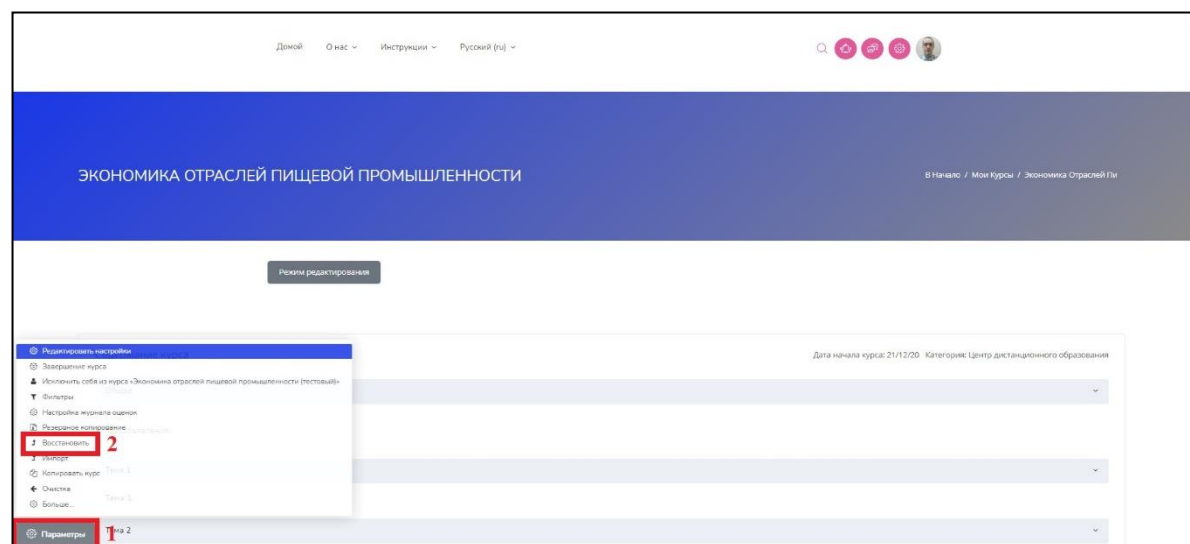 Домой О нас Инструкции Русский (ru)
ЭКОНОМИКА ОТРАСЛЕЙ ПИЩЕВОЙ ПРОМЫШЛЕННОСТИ
В Начало / Мои Курсы / Экономика Отраслей Пи
Режим редактирования
Редактировать настройки
Дата начала курса: 21/12/20 Категория: Центр дистанционного образования
Завершение курса
Исключить себя из курса «Экономика отраслей пищевой промышленности (тестовый)»
Фильтры
Настройка журнала оценок
Резервное копирование
Восстановить 2
Импорт
Копировать курс Тема 1
Очистка
Тема 1
Больше...
Параметры 1 Тема 2